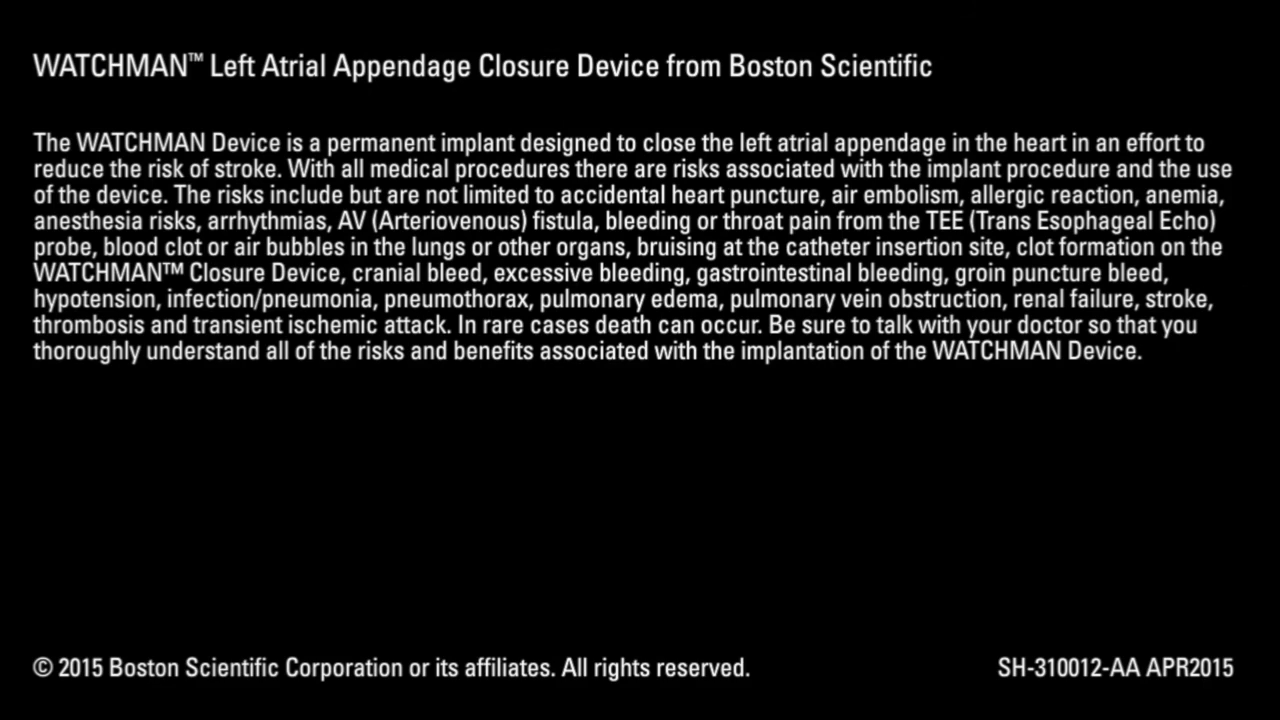 WATCHMAN™ Left Atrial Appendage Closure Device from Boston Scientific
The WATCHMAN Device is a permanent implant designed to close the left atrial appendage in the heart in an effort to
reduce the risk of stroke. With all medical procedures there are risks associated with the implant procedure and the use
of the device. The risks include but are not limited to accidental heart puncture, air embolism, allergic reaction, anemia,
anesthesia risks, arrhythmias, AV (Arteriovenous) fistula, bleeding or throat pain from the TEE (Trans Esophageal Echo)
probe, blood clot or air bubbles in the lungs or other organs, bruising at the catheter insertion site, clot formation on the
WATCHMAN™ Closure Device, cranial bleed, excessive bleeding, gastrointestinal bleeding, groin puncture bleed,
hypotension, infection/pneumonia, pneumothorax, pulmonary edema, pulmonary vein obstruction, renal failure, stroke,
thrombosis and transient ischemic attack. In rare cases death can occur. Be sure to talk with your doctor so that you
thoroughly understand all of the risks and benefits associated with the implantation of the WATCHMAN Device.
© 2015 Boston Scientific Corporation or its affiliates. All rights reserved. SH-310012-AA APR2015